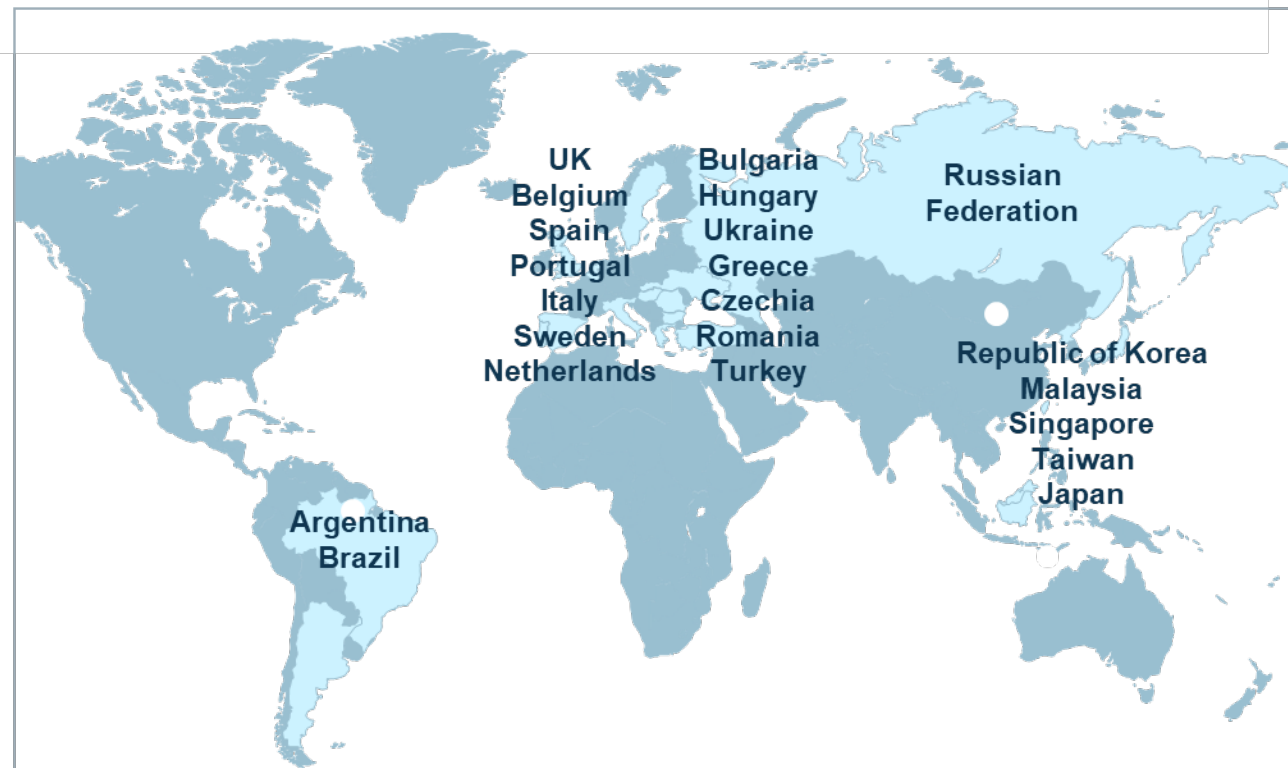 UK
Belgium
Spain
Portugal
Italy
Sweden
Netherlands
Bulgaria
Hungary
Ukraine
Greece
Czechia
Romania
Turkey
Russian
Federation
Republic of Korea
Malaysia
Singapore
Taiwan
Japan
Argentina
Brazil